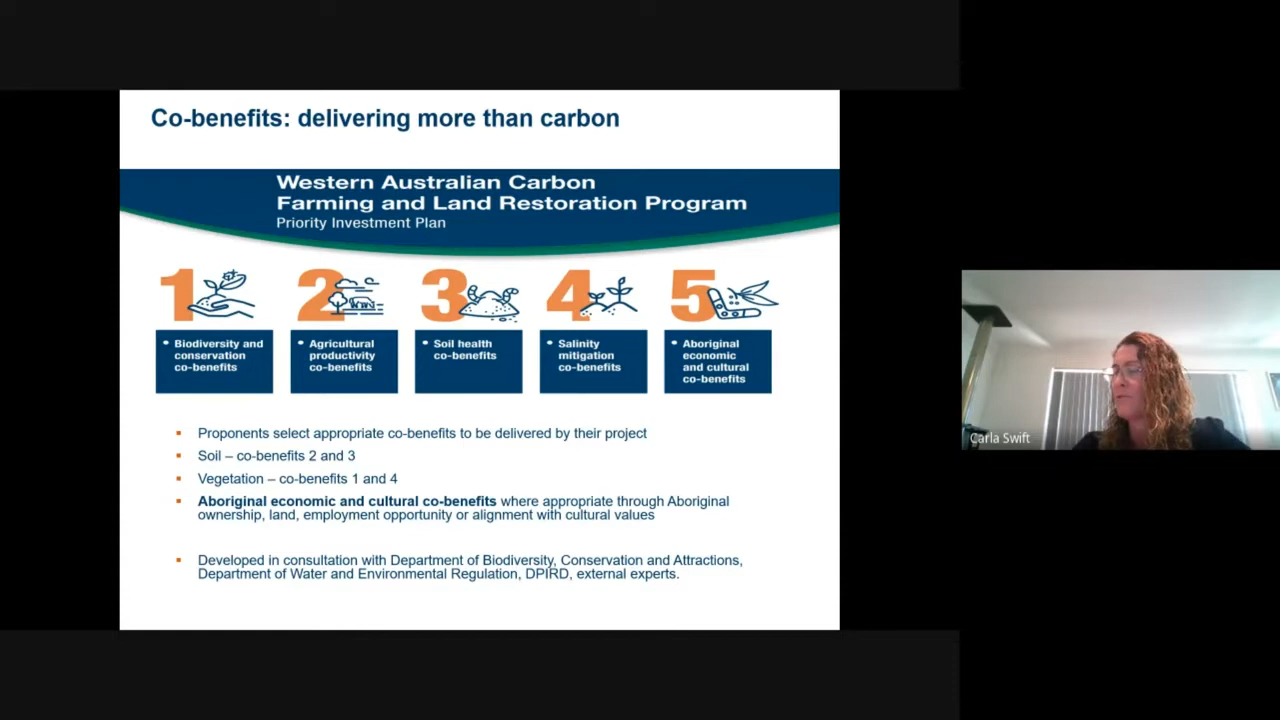 Co-benefits: delivering more than carbon
Western Australian Carbon
Farming and Land Restoration Program
Priority Investment Plan
1
2
3
4
5
• Biodiversity and
conservation
co-benefits
• Agricultural
productivity
co-benefits
• Soil health
co-benefits
• Salinity
mitigation
co-benefits
• Aboriginal
economic
and cultural
co-benefits
▪ Proponents select appropriate co-benefits to be delivered by their project
▪ Soil – co-benefits 2 and 3
▪ Vegetation – co-benefits 1 and 4
▪ Aboriginal economic and cultural co-benefits where appropriate through Aboriginal
ownership, land, employment opportunity or alignment with cultural values
▪ Developed in consultation with Department of Biodiversity, Conservation and Attractions,
Department of Water and Environmental Regulation, DPIRD, external experts.
Carla Swift